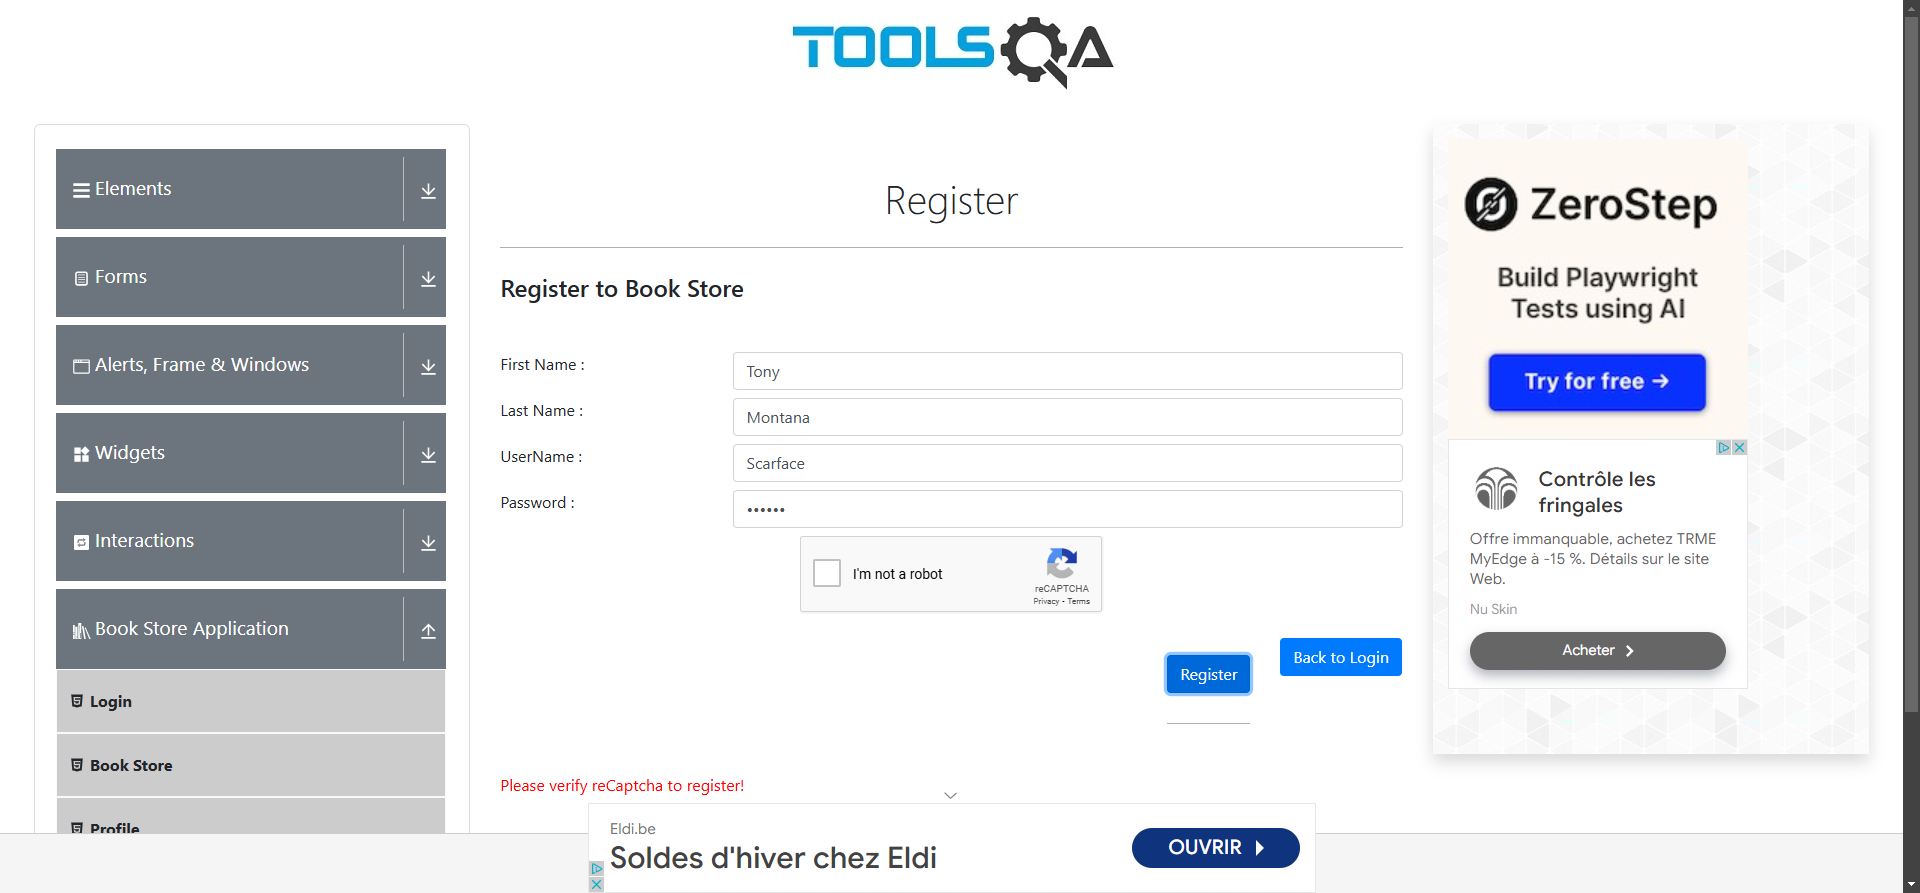 TOOLSQA
Elements
Forms
Alerts, Frame & Windows
Widgets
Interactions
Book Store Application
Login
Book Store
Profile
Register
Register to Book Store
First Name :
Tony
Last Name :
Montana
UserName :
Scarface
Password :
••••••
I'm not a robot
reCAPTCHA
Privacy - Terms
Register
Back to Login
Please verify reCaptcha to register!
ZeroStep
Build Playwright
Tests using AI
Try for free →
Contrôle les
fringales
Offre immanquable, achetez TRME
MyEdge à -15 %. Détails sur le site
Web.
Nu Skin
Acheter
Eldi.be
Soldes d'hiver chez Eldi
OUVRIR